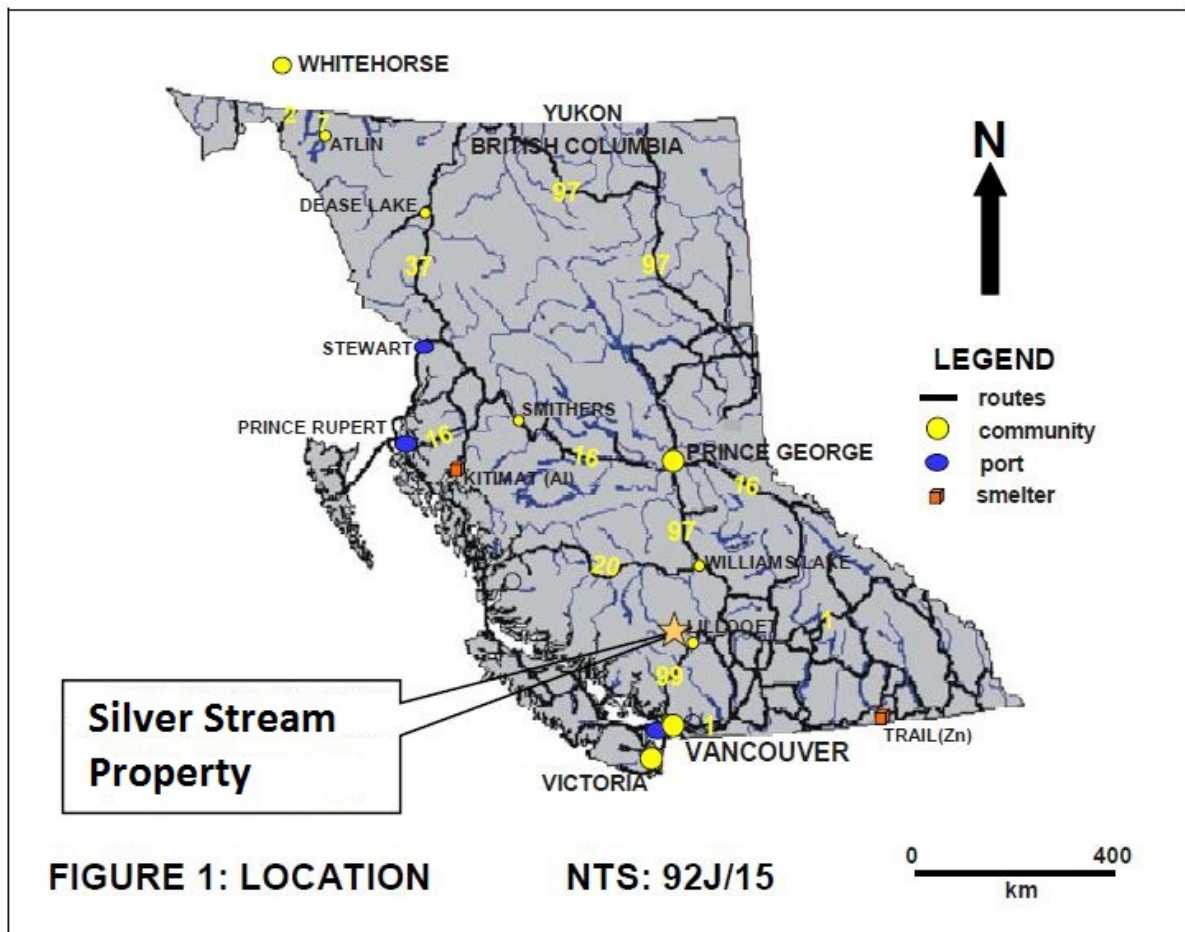 WHITEHORSE
YUKON
2
7
ATLIN
BRITISH COLUMBIA
97
DEASE LAKE
37
97
STEWART
SMITHERS
PRINCE RUPERT
16
16
PRINCE GEORGE
KITIMAT (Al)
16
97
20
WILLIAMS LAKE
1
LILLOOET
99
1
VANCOUVER
TRAIL(Zn)
VICTORIA
N
LEGEND
routes
community
port
smelter
Silver Stream
Property
FIGURE 1: LOCATION
NTS: 92J/15
0 400
km